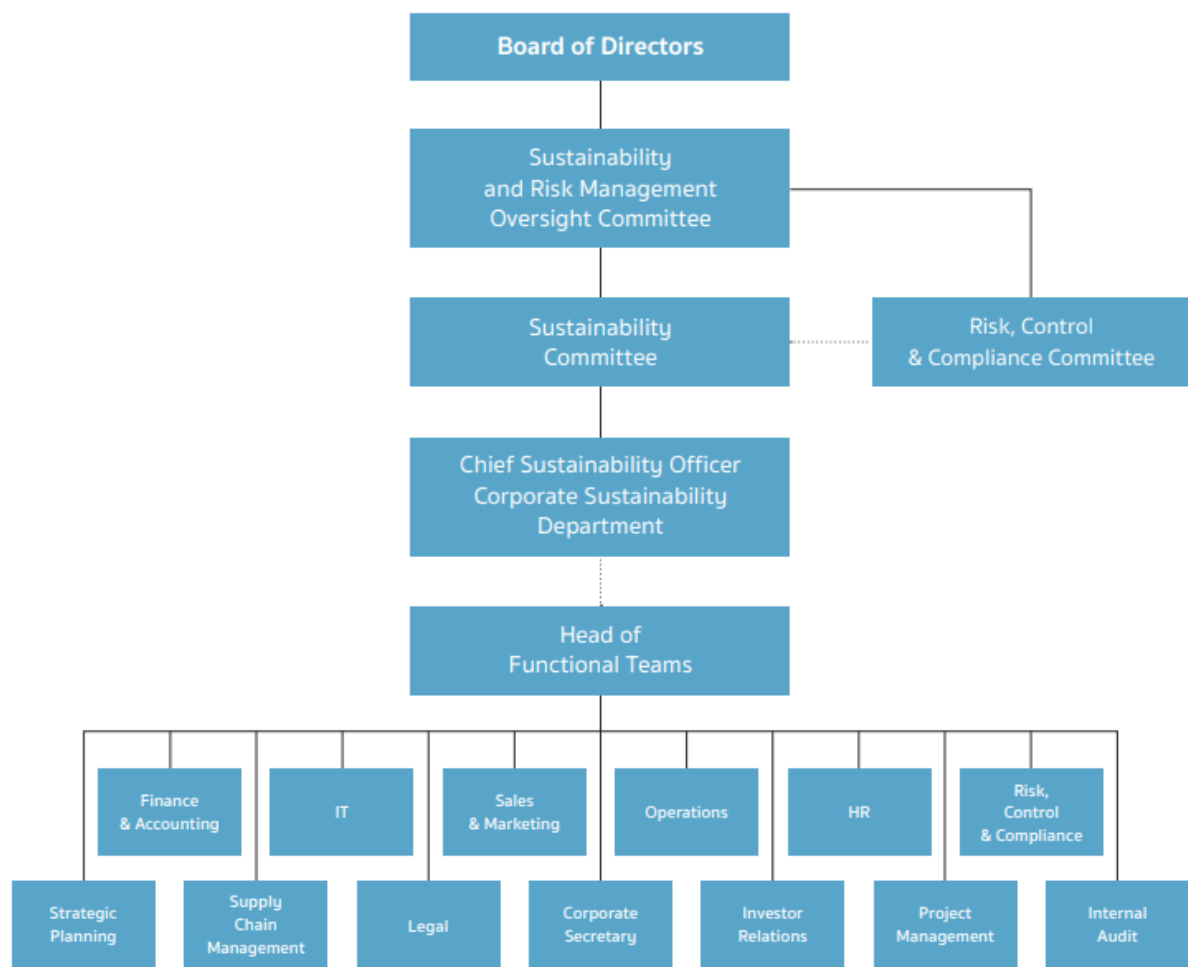 Board of Directors
Sustainability
and Risk Management
Oversight Committee
Sustainability
Committee
Risk, Control
& Compliance Committee
Chief Sustainability Officer
Corporate Sustainability
Department
Head of
Functional Teams
Finance
& Accounting
IT
Sales
& Marketing
Operations
HR
Risk,
Control
& Compliance
Strategic
Planning
Supply
Chain
Management
Legal
Corporate
Secretary
Investor
Relations
Project
Management
Internal
Audit